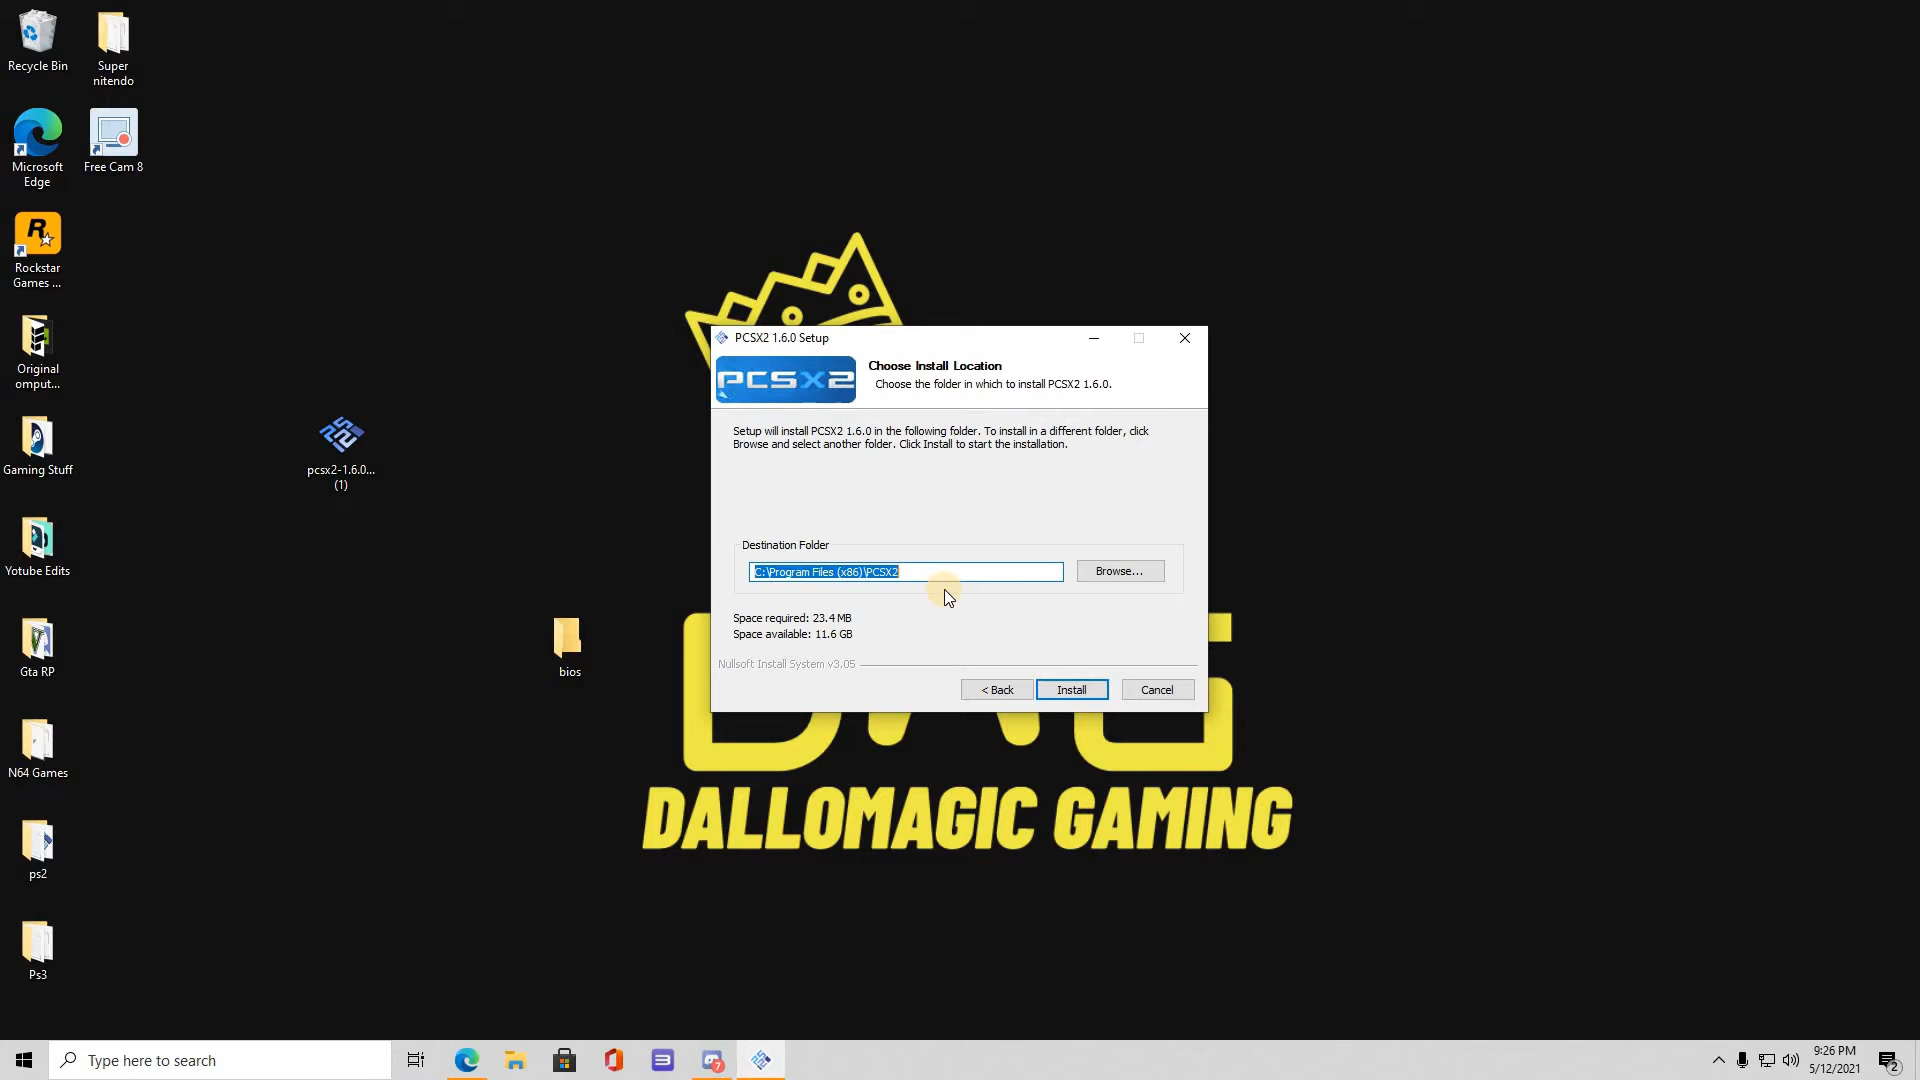 Recycle Bin
Super
nitendo
Microsoft
Edge
Free Cam 8
Rockstar
Games ...
Original
omput...
Gaming Stuff
Yotube Edits
Gta RP
N64 Games
ps2
Ps3
pcsx2-1.6.0...
(1)
bios
PCSX2 1.6.0 Setup
PCSX2
Choose Install Location
Choose the folder in which to install PCSX2 1.6.0.
Setup will install PCSX2 1.6.0 in the following folder. To install in a different folder, click
Browse and select another folder. Click Install to start the installation.
Destination Folder
C:\Program Files (x86)\PCSX2
Browse...
Space required: 23.4 MB
Space available: 11.6 GB
Nullsoft Install System v3.05
< Back
Install
Cancel
DALLOMAGIC GAMING
Type here to search
7
9:26 PM
5/12/2021
2